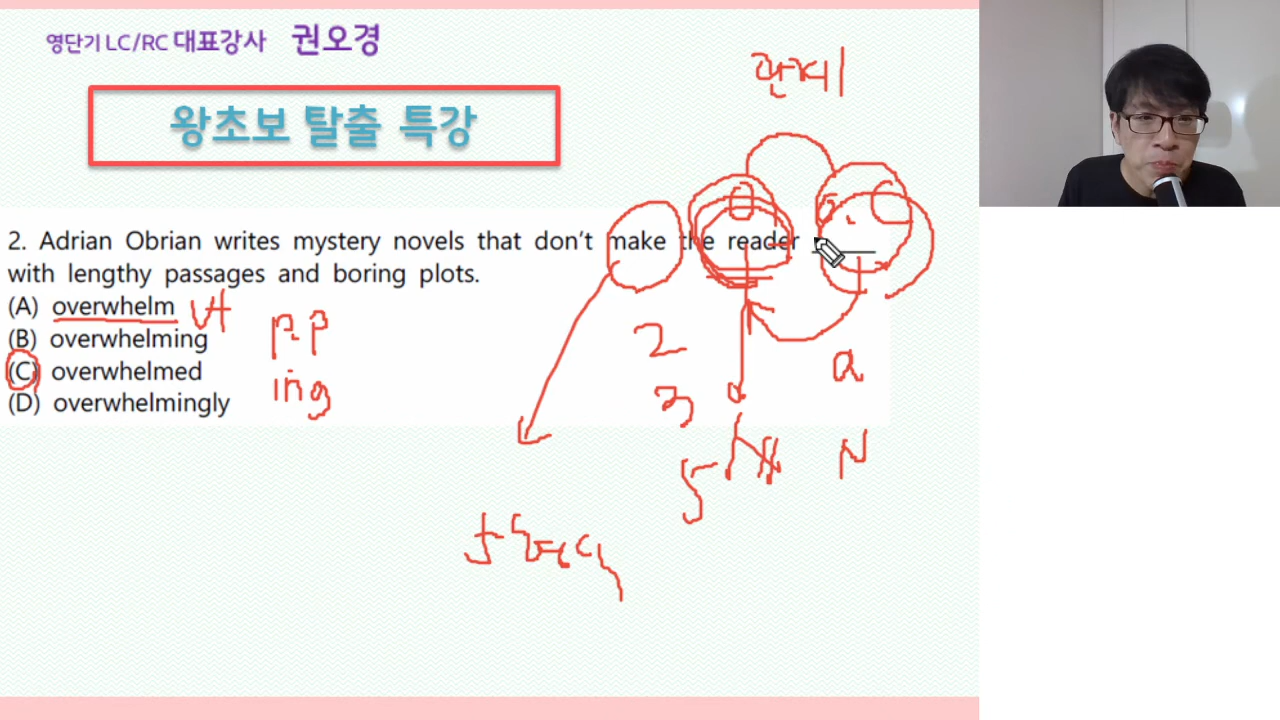 영단기 LC/RC 대표강사 권오경
왕초보 탈출 특강
관계
2. Adrian Obrian writes mystery novels that don't make the reader
with lengthy passages and boring plots.
(A) overwhelm vt
(B) overwhelming p.p
(C) overwhelmed ing
(D) overwhelmingly
2
3
5
a
N